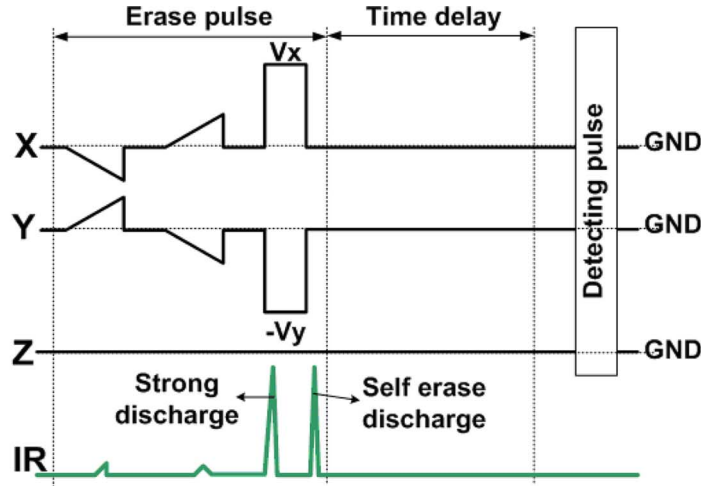 Erase pulse
Time delay
Vx
X
GND
Y
GND
Detecting pulse
-Vy
Z
GND
Strong
discharge
Self erase
discharge
IR